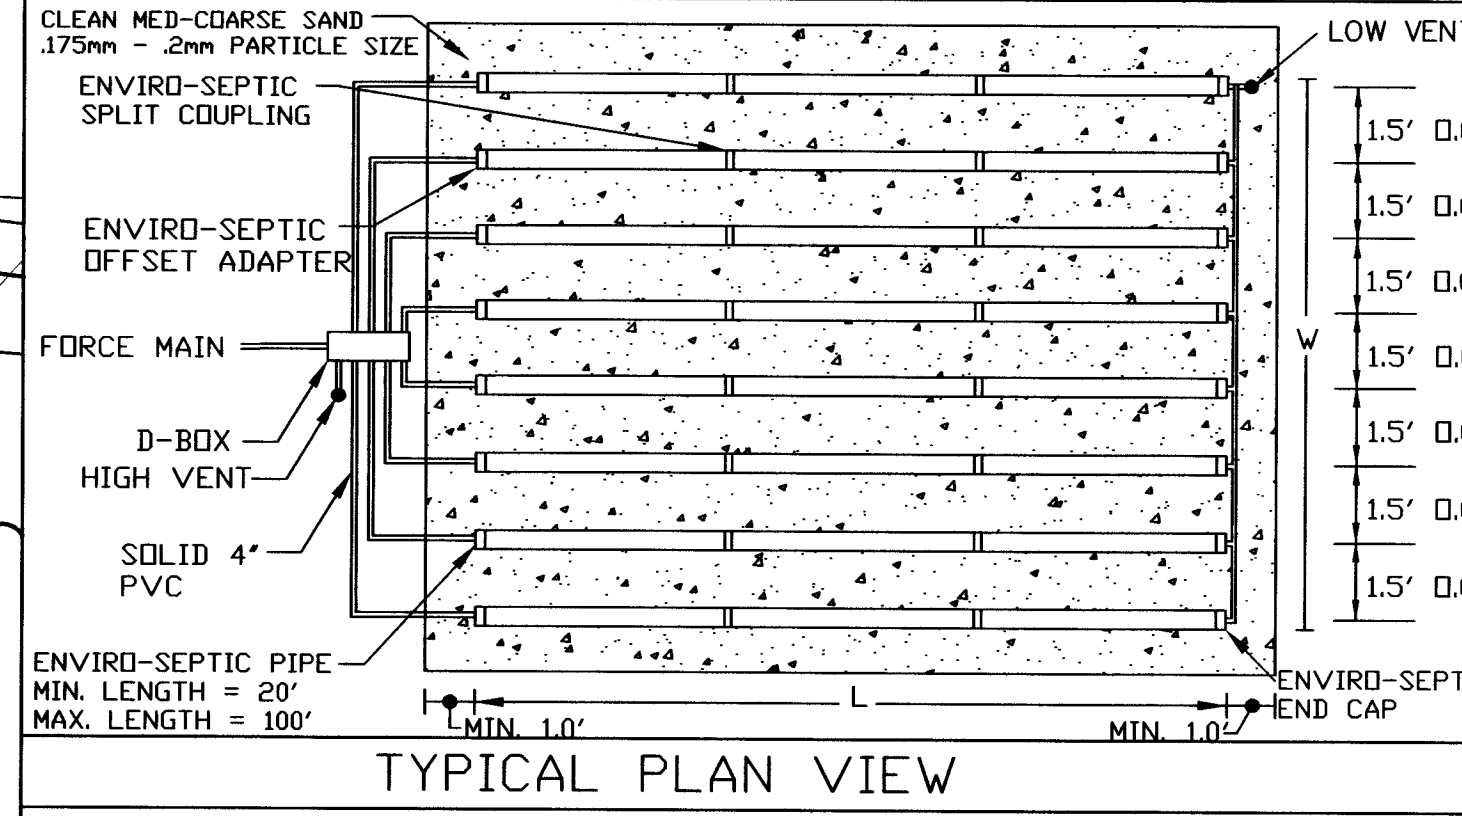 CLEAN MED-COARSE SAND
.175mm - .2mm PARTICLE SIZE
ENVIRO-SEPTIC
SPLIT COUPLING
ENVIRO-SEPTIC
OFFSET ADAPTER
FORCE MAIN
D-BOX
HIGH VENT
SOLID 4"
PVC
ENVIRO-SEPTIC PIPE
MIN. LENGTH = 20'
MAX. LENGTH = 100'
LOW VEN
1.5' O.
1.5' O.
1.5' O.
W
1.5' O.
1.5' O.
1.5' O.
1.5' O.
ENVIRO-SEPT
END CAP
L
MIN. 1.0'
MIN. 1.0'
TYPICAL PLAN VIEW